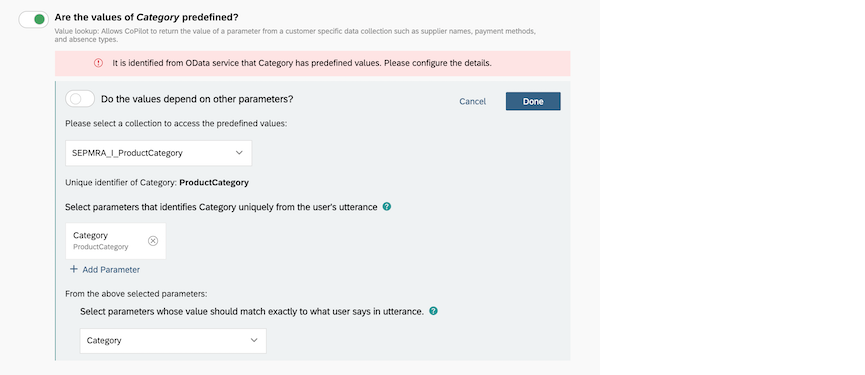 Are the values of Category predefined?
Value lookup: Allows CoPilot to return the value of a parameter from a customer specific data collection such as supplier names, payment methods,
and absence types.
It is identified from OData service that Category has predefined values. Please configure the details.
Do the values depend on other parameters?
Cancel
Done
Please select a collection to access the predefined values:
SEPMRA_I_ProductCategory
Unique identifier of Category: ProductCategory
Select parameters that identifies Category uniquely from the user's utterance ?
Category
ProductCategory
+ Add Parameter
From the above selected parameters:
Select parameters whose value should match exactly to what user says in utterance. ?
Category